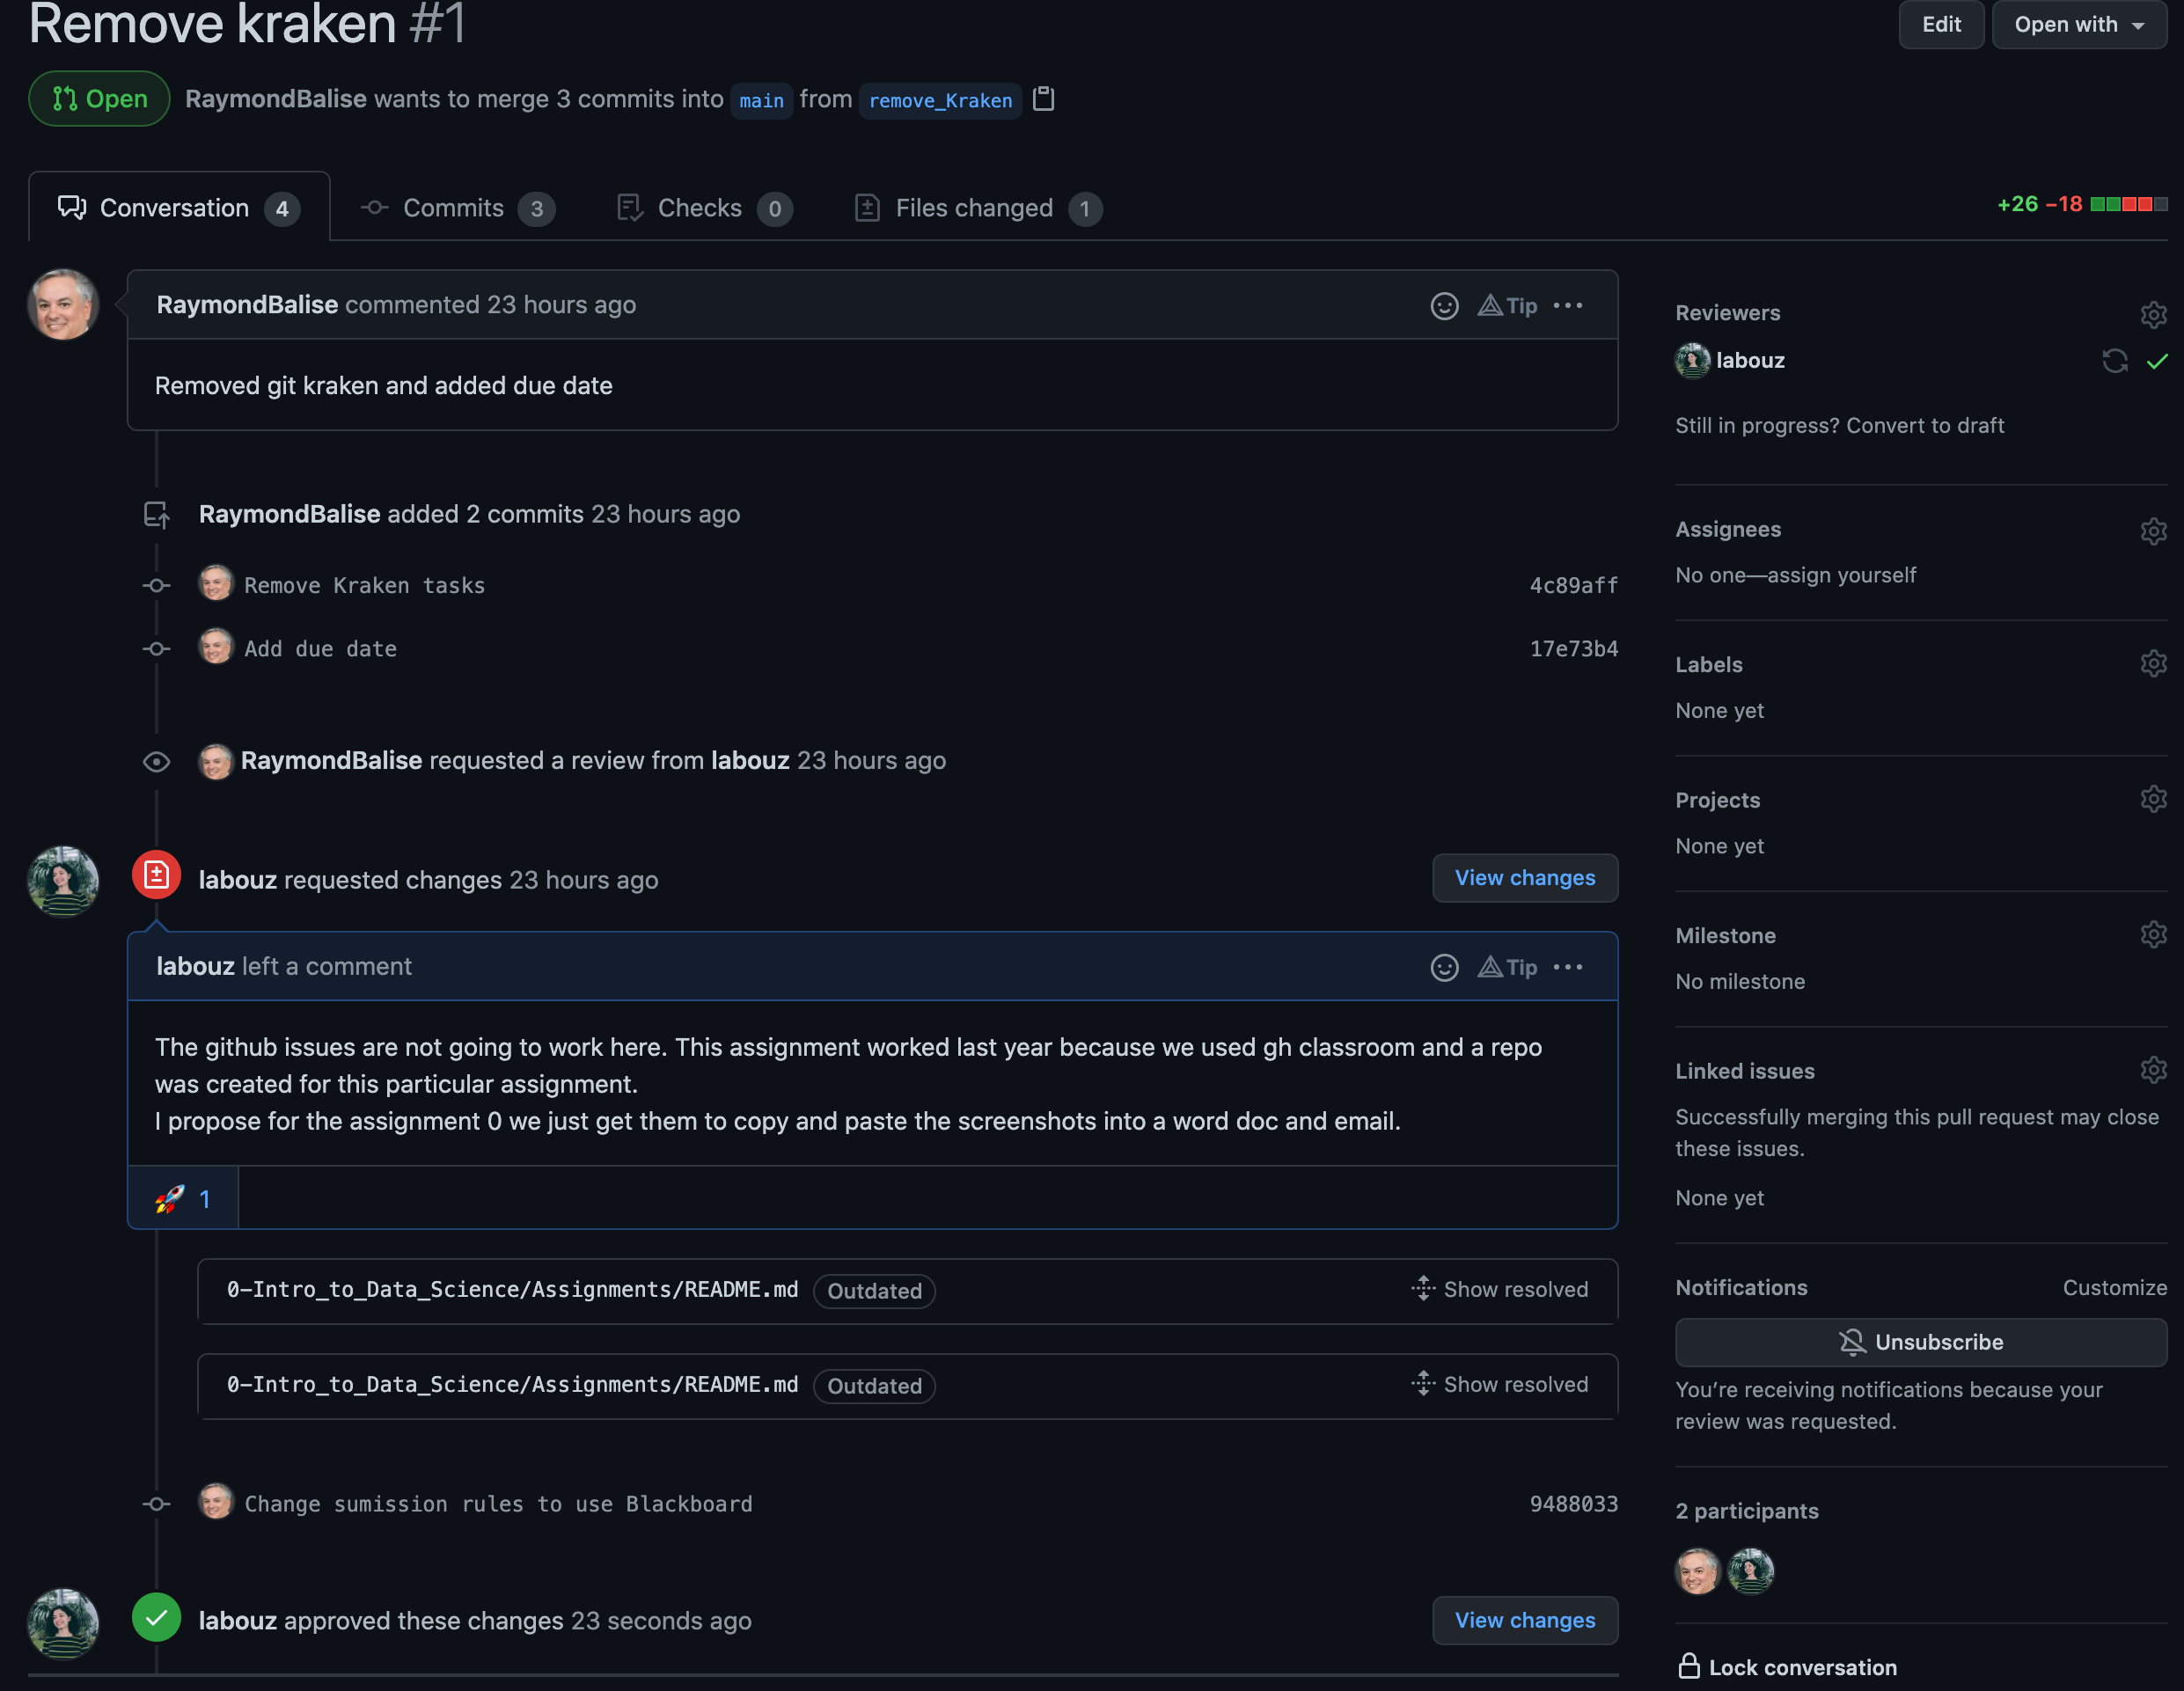 Remove kraken #1
Edit
Open with
Open
RaymondBalise wants to merge 3 commits into main from remove_Kraken
Conversation 4
Commits 3
Checks 0
Files changed 1
+26 −18
RaymondBalise commented 23 hours ago
Tip
Removed git kraken and added due date
RaymondBalise added 2 commits 23 hours ago
Remove Kraken tasks
4c89aff
Add due date
17e73b4
RaymondBalise requested a review from labouz 23 hours ago
labouz requested changes 23 hours ago
View changes
labouz left a comment
Tip
The github issues are not going to work here. This assignment worked last year because we used gh classroom and a repo
was created for this particular assignment.
I propose for the assignment 0 we just get them to copy and paste the screenshots into a word doc and email.
🚀 1
0-Intro_to_Data_Science/Assignments/README.md Outdated
Show resolved
0-Intro_to_Data_Science/Assignments/README.md Outdated
Show resolved
Change sumission rules to use Blackboard
9488033
labouz approved these changes 23 seconds ago
View changes
Reviewers
labouz
Still in progress? Convert to draft
Assignees
No one—assign yourself
Labels
None yet
Projects
None yet
Milestone
No milestone
Linked issues
Successfully merging this pull request may close
these issues.
None yet
Notifications
Customize
Unsubscribe
You’re receiving notifications because your
review was requested.
2 participants
Lock conversation